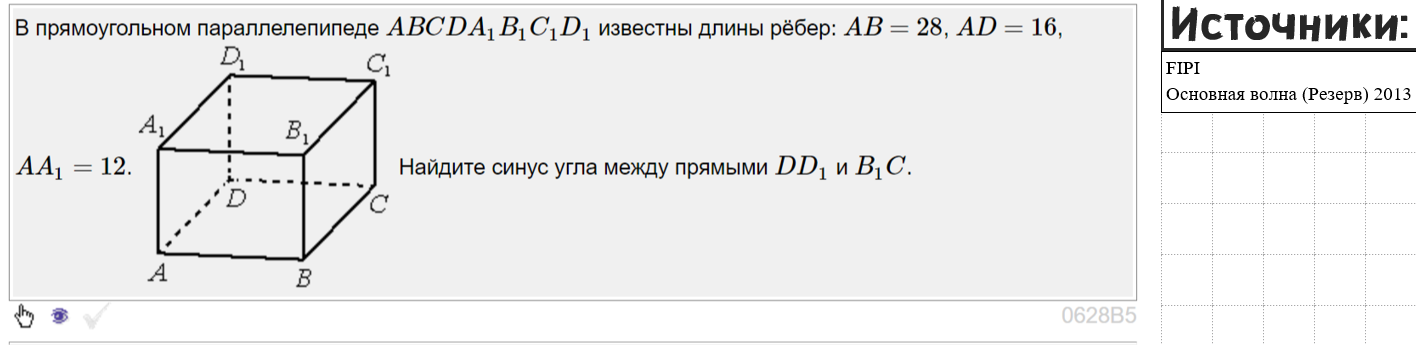 В прямоугольном параллелепипеде ABCDA₁B₁C₁D₁ известны длины рёбер: AB = 28, AD = 16,
D₁
C₁
A₁
B₁
AA₁ = 12.
Найдите синус угла между прямыми DD₁ и B₁C.
D
C
A
B
0628B5
Источники:
FIPI
Основная волна (Резерв) 2013